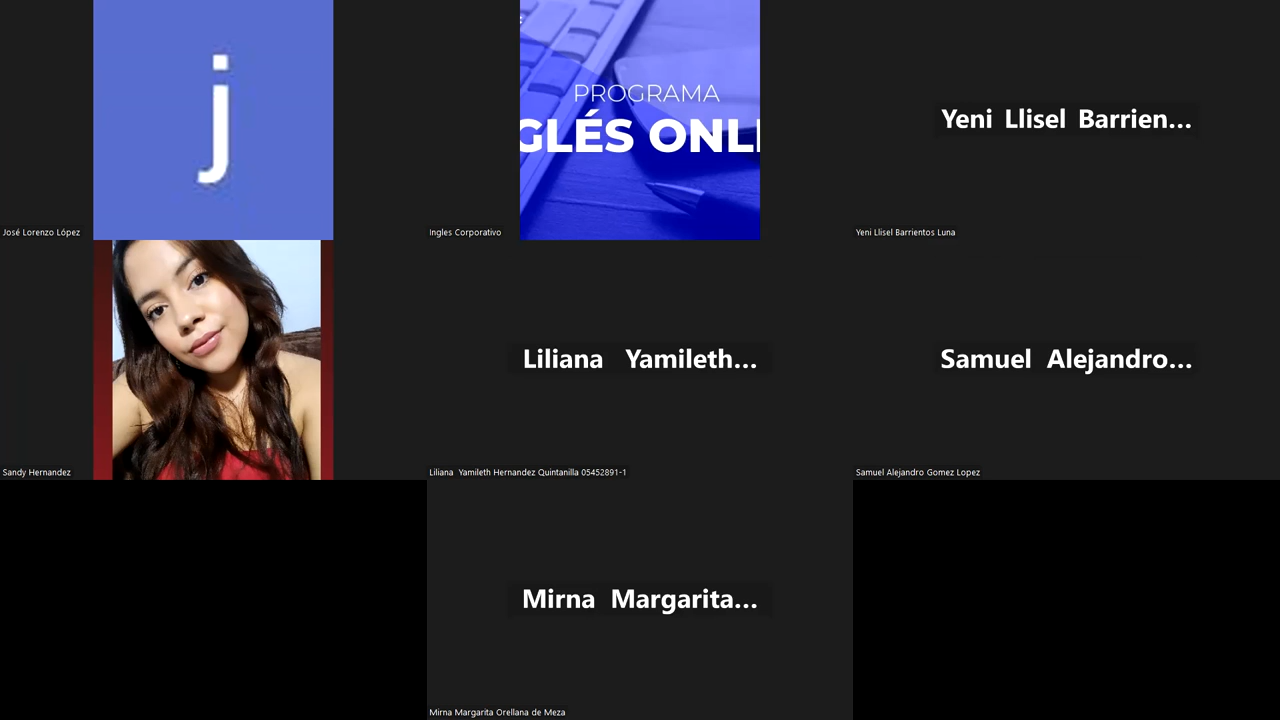 j
José Lorenzo López
PROGRAMA
GLÉS ONLI
Ingles Corporativo
Yeni Llisel Barrien...
Yeni Llisel Barrientos Luna
Sandy Hernandez
Liliana Yamileth...
Liliana Yamileth Hernandez Quintanilla 05452891-1
Samuel Alejandro...
Samuel Alejandro Gomez Lopez
Mirna Margarita...
Mirna Margarita Orellana de Meza